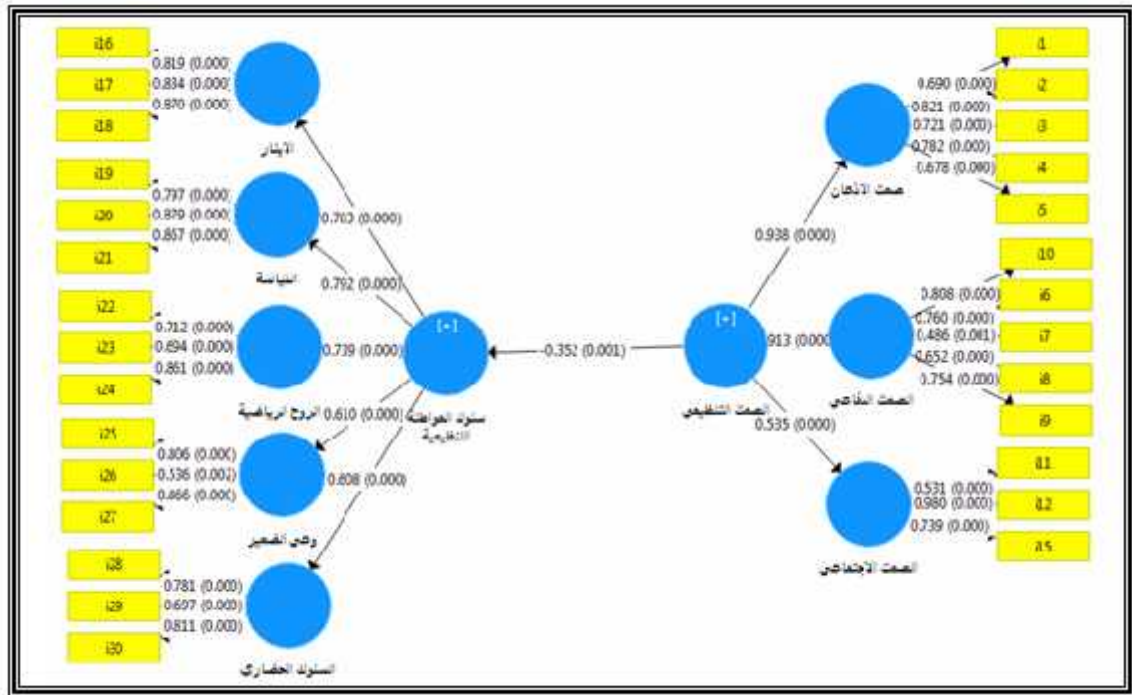 i16
0.819 (0.000)
i17
0.834 (0.000)
0.870 (0.000)
i18
الايثار
i19
0.797 (0.000)
i20
0.879 (0.000)
0.857 (0.000)
i21
i22
0.712 (0.000)
i23
0.694 (0.000)
0.861 (0.000)
i24
الروح الرياضية
i25
0.806 (0.000)
i26
0.536 (0.002)
i27
وعي الضمير
i28
0.781 (0.000)
i29
0.697 (0.000)
0.811 (0.000)
i30
السلوك الحضاري
0.703 (0.000)
0.792 (0.000)
0.739 (0.000)
0.610 (0.000)
0.608 (0.000)
[+]
سلوك المواطنة
التنظيمية
-0.352 (0.001)
[+]
الصمت التنظيمي
0.938 (0.000)
0.535 (0.000)
i1
0.690 (0.000)
i2
0.821 (0.000)
0.721 (0.000)
i3
0.782 (0.000)
i4
0.678 (0.000)
i5
صمت الاذعان
i10
0.808 (0.000)
i6
0.760 (0.000)
0.486 (0.001)
i7
0.652 (0.000)
i8
0.754 (0.000)
i9
الصمت الدفاعي
i11
0.531 (0.000)
0.980 (0.000)
i12
0.739 (0.000)
i15
الصمت الاجتماعي